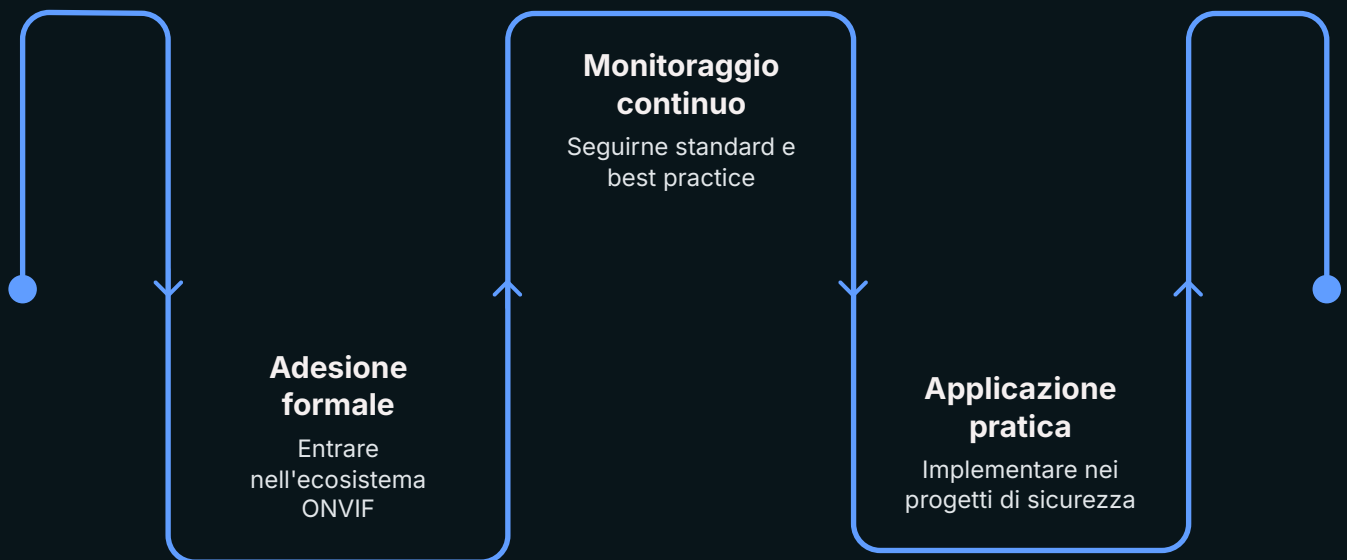 Adesione
formale
Entrare
nell'ecosistema
ONVIF
Monitoraggio
continuo
Seguirne standard e
best practice
Applicazione
pratica
Implementare nei
progetti di sicurezza